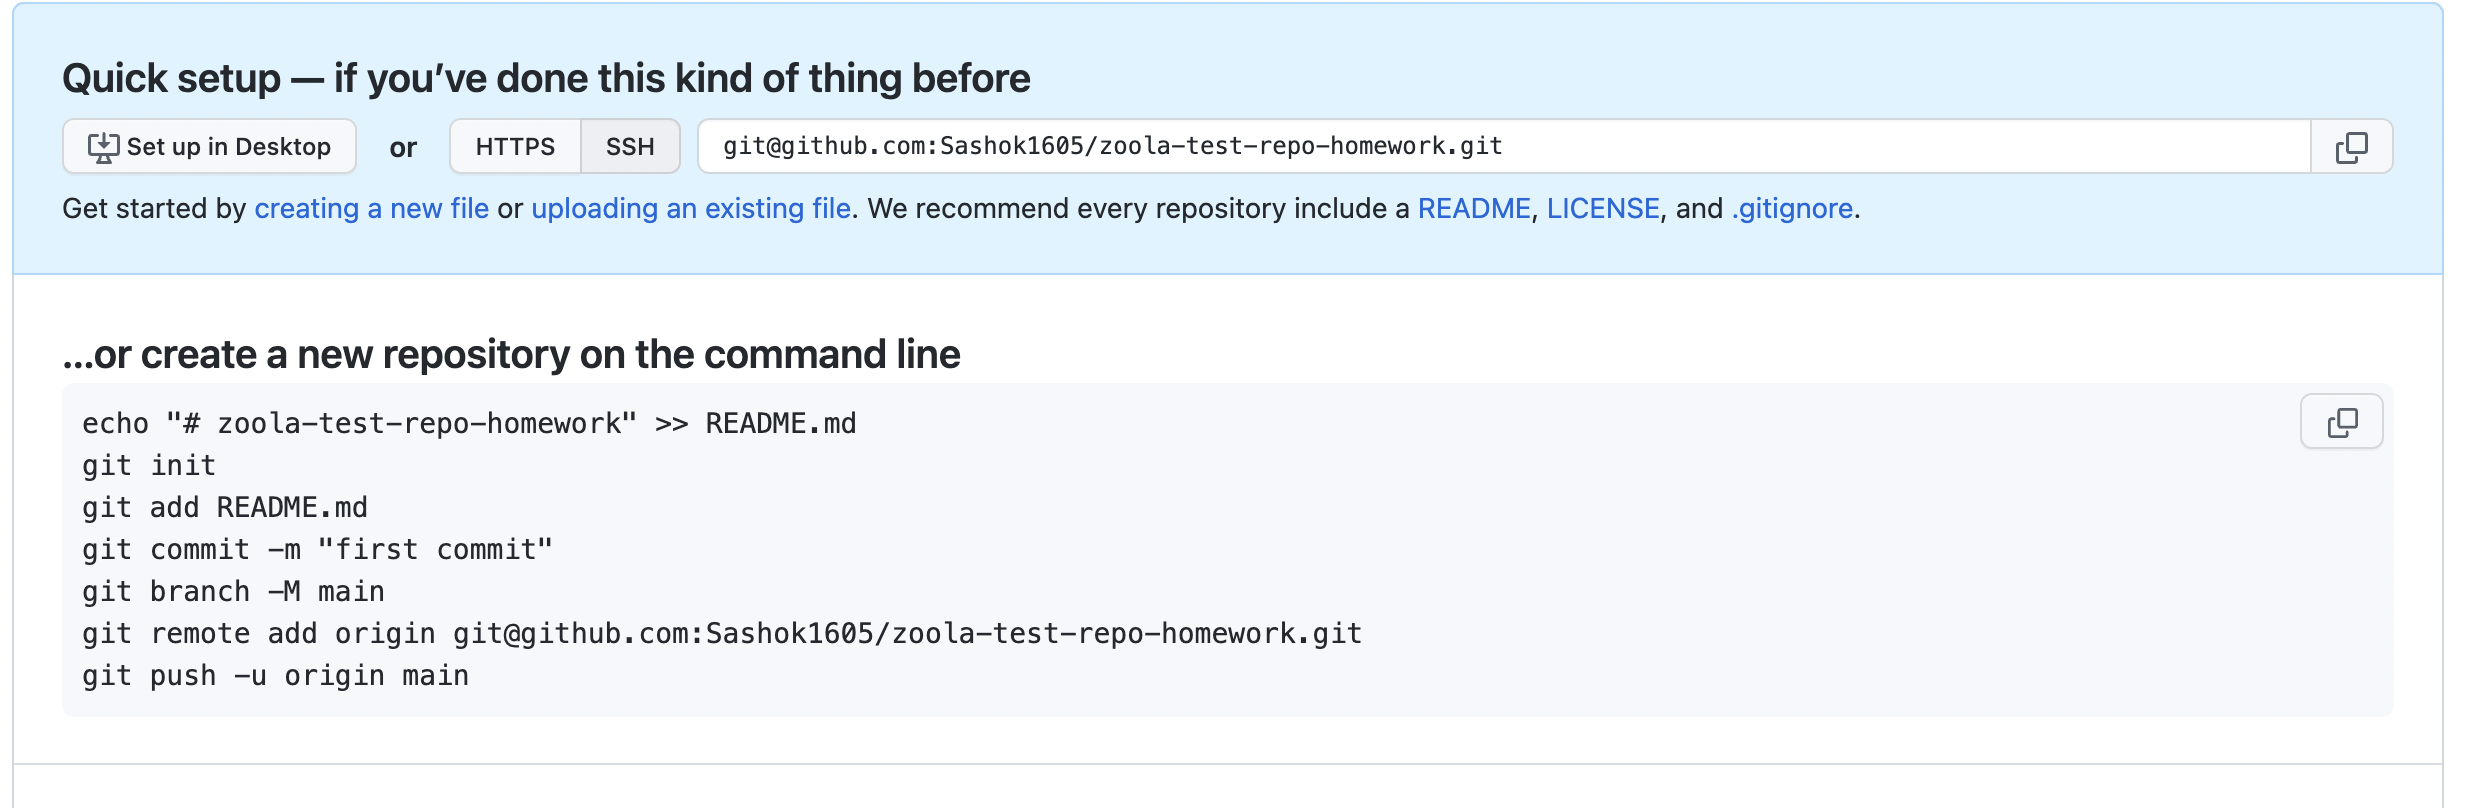 Quick setup — if you’ve done this kind of thing before
Set up in Desktop or HTTPS SSH git@github.com:Sashok1605/zoola-test-repo-homework.git
Get started by creating a new file or uploading an existing file. We recommend every repository include a README, LICENSE, and .gitignore.
…or create a new repository on the command line
echo "# zoola-test-repo-homework" >> README.md
git init
git add README.md
git commit -m "first commit"
git branch -M main
git remote add origin git@github.com:Sashok1605/zoola-test-repo-homework.git
git push -u origin main